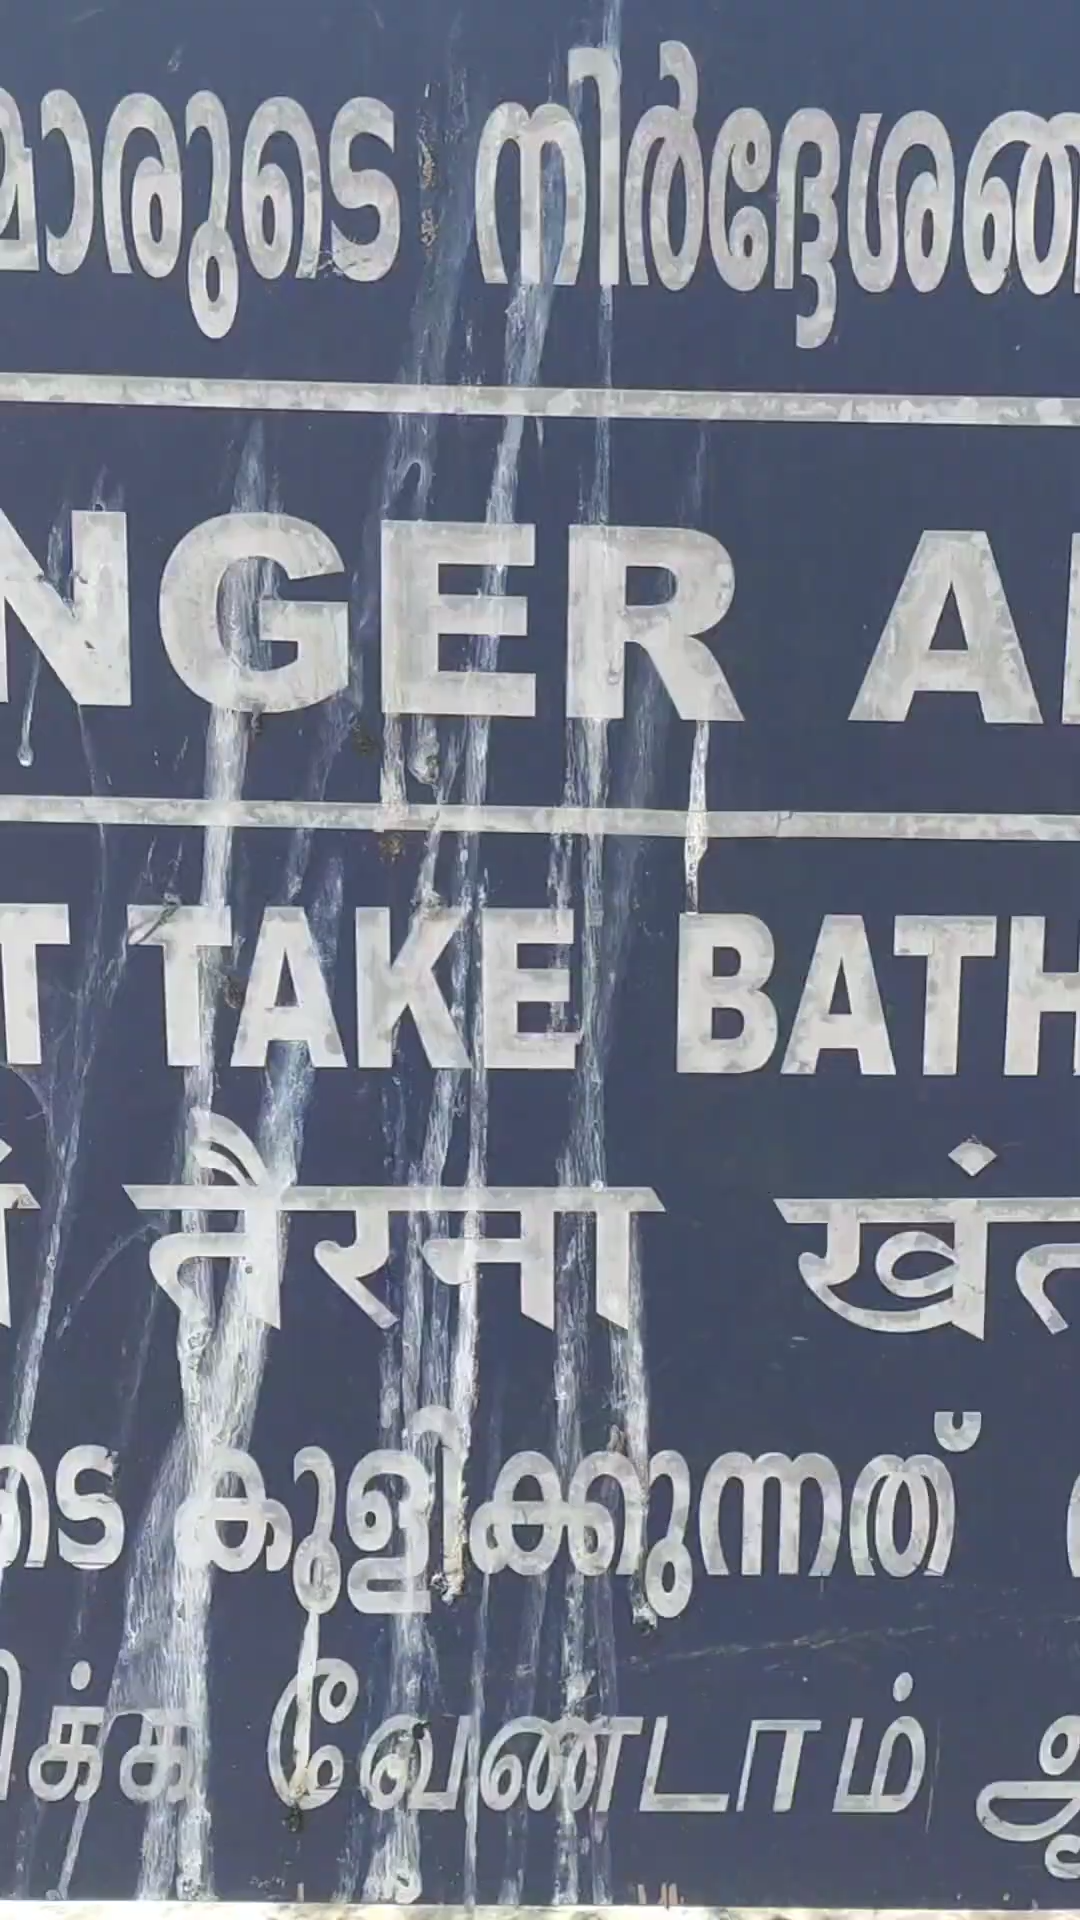 മാരുടെ നിർദ്ദേശങ
NGER A
T TAKE BATH
तैरना खंत
ടെ കുളിക്കുന്നത്
ிக்க வேண்டாம் ஆ